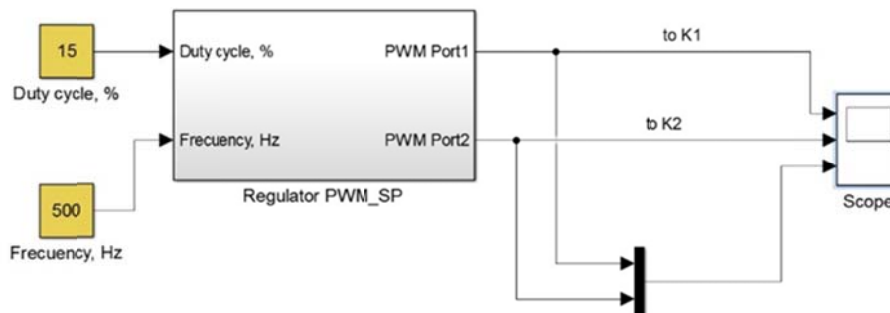 15
Duty cycle, %
500
Frecuency, Hz
Duty cycle, %
Frecuency, Hz
PWM Port1
PWM Port2
Regulator PWM_SP
to K1
to K2
Scope